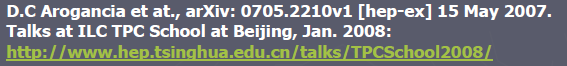 D.C Arogancia et at., arXiv: 0705.2210v1 [hep-ex] 15 May 2007.
Talks at ILC TPC School at Beijing, Jan. 2008:
http://www.hep.tsinghua.edu.cn/talks/TPCSchool2008/